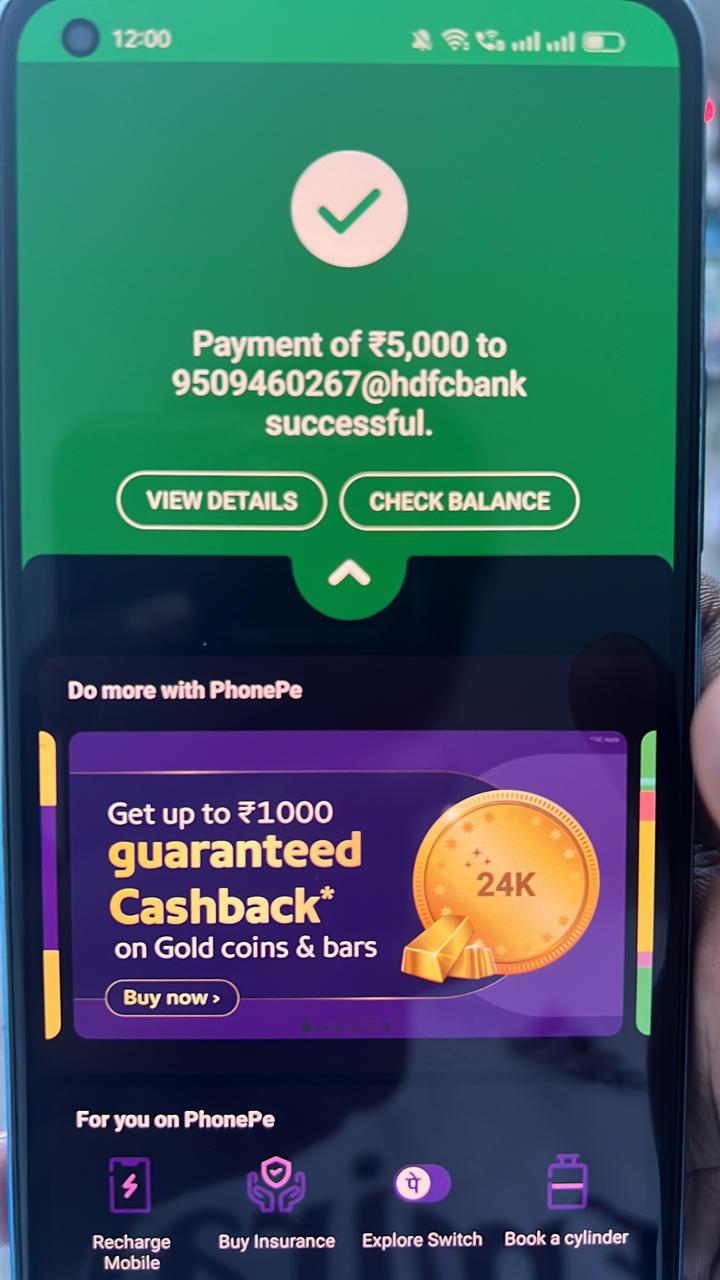 12:00
Payment of ₹5,000 to
9509460267@hdfcbank
successful.
VIEW DETAILS
CHECK BALANCE
Do more with PhonePe
Get up to ₹1000
guaranteed
Cashback*
on Gold coins & bars
24K
Buy now ›
For you on PhonePe
पे
Recharge
Mobile
Buy Insurance
Explore Switch
Book a cylinder